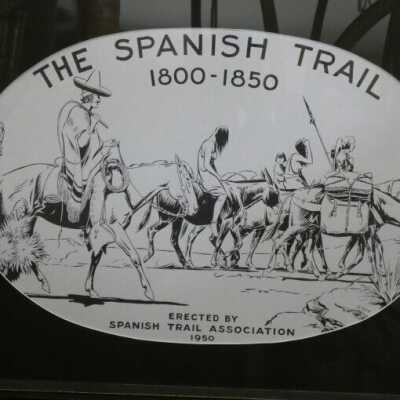 THE SPANISH TRAIL
1800-1850
ERECTED BY
SPANISH TRAIL ASSOCIATION
1950